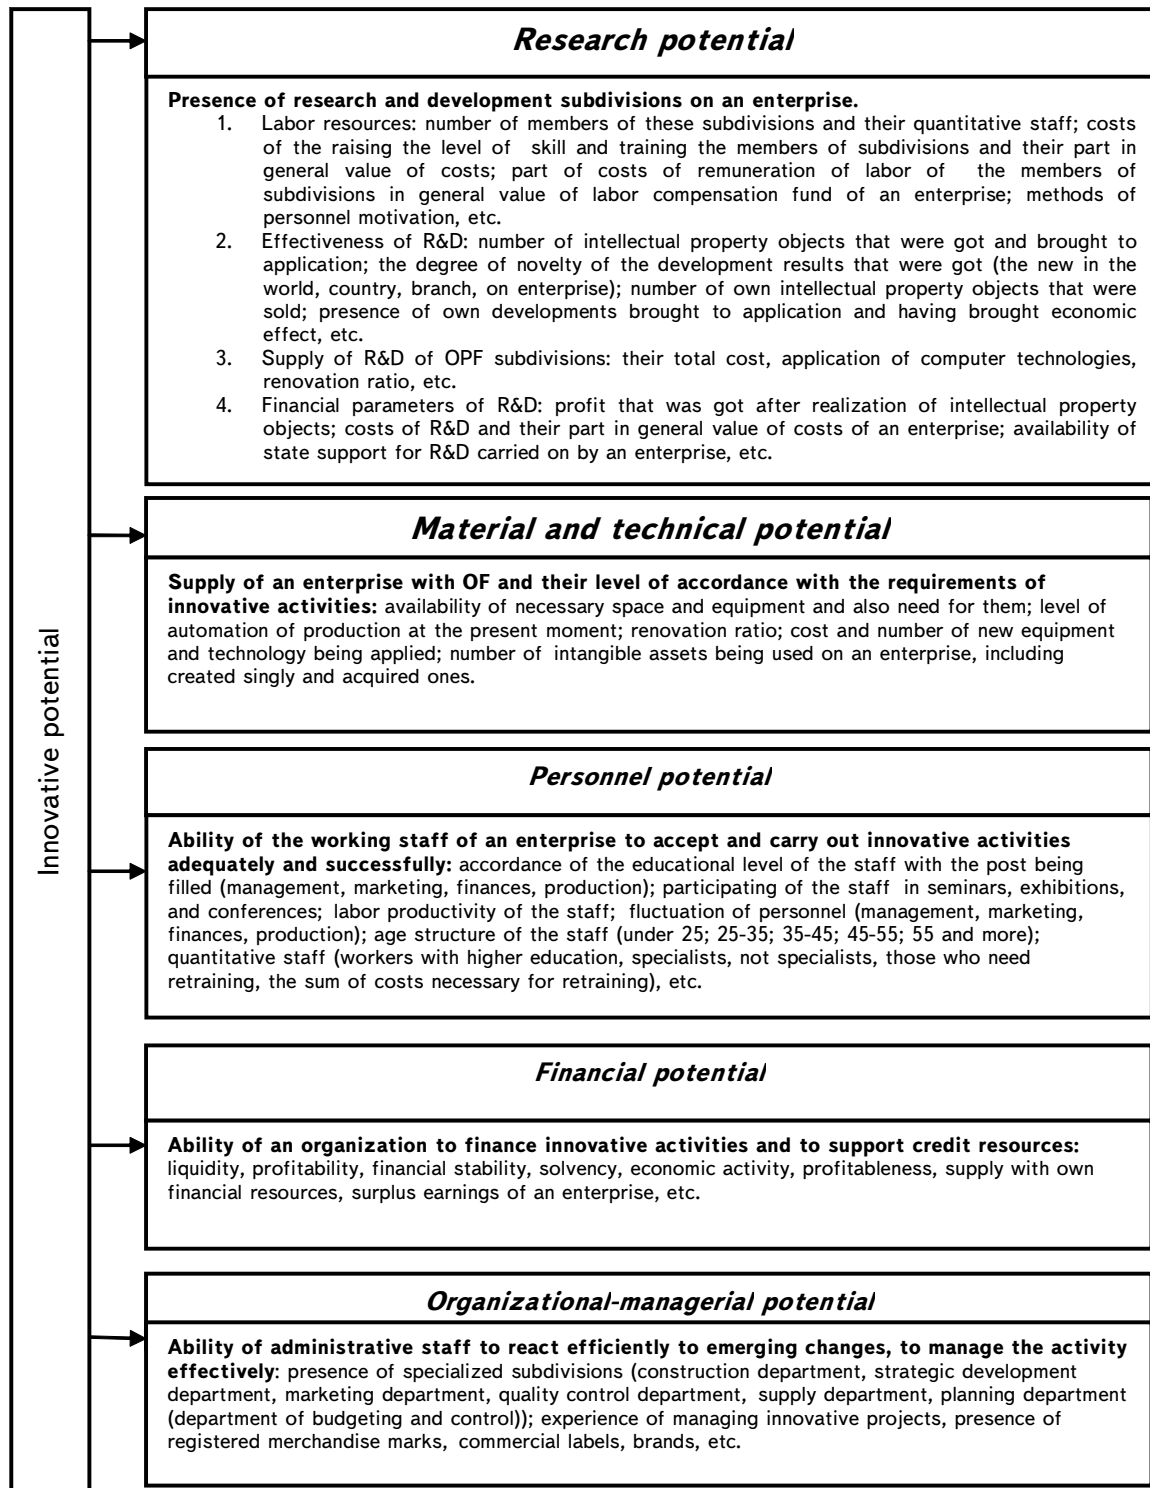 Innovative potential
Research potential
Presence of research and development subdivisions on an enterprise.
1. Labor resources: number of members of these subdivisions and their quantitative staff; costs
of the raising the level of skill and training the members of subdivisions and their part in
general value of costs; part of costs of remuneration of labor of the members of
subdivisions in general value of labor compensation fund of an enterprise; methods of
personnel motivation, etc.
2. Effectiveness of R&D: number of intellectual property objects that were got and brought to
application; the degree of novelty of the development results that were got (the new in the
world, country, branch, on enterprise); number of own intellectual property objects that were
sold; presence of own developments brought to application and having brought economic
effect, etc.
3. Supply of R&D of OPF subdivisions: their total cost, application of computer technologies,
renovation ratio, etc.
4. Financial parameters of R&D: profit that was got after realization of intellectual property
objects; costs of R&D and their part in general value of costs of an enterprise; availability of
state support for R&D carried on by an enterprise, etc.
Material and technical potential
Supply of an enterprise with OF and their level of accordance with the requirements of
innovative activities: availability of necessary space and equipment and also need for them; level of
automation of production at the present moment; renovation ratio; cost and number of new equipment
and technology being applied; number of intangible assets being used on an enterprise, including
created singly and acquired ones.
Personnel potential
Ability of the working staff of an enterprise to accept and carry out innovative activities
adequately and successfully: accordance of the educational level of the staff with the post being
filled (management, marketing, finances, production); participating of the staff in seminars, exhibitions,
and conferences; labor productivity of the staff; fluctuation of personnel (management, marketing,
finances, production); age structure of the staff (under 25; 25-35; 35-45; 45-55; 55 and more);
quantitative staff (workers with higher education, specialists, not specialists, those who need
retraining, the sum of costs necessary for retraining), etc.
Financial potential
Ability of an organization to finance innovative activities and to support credit resources:
liquidity, profitability, financial stability, solvency, economic activity, profitableness, supply with own
financial resources, surplus earnings of an enterprise, etc.
Organizational-managerial potential
Ability of administrative staff to react efficiently to emerging changes, to manage the activity
effectively: presence of specialized subdivisions (construction department, strategic development
department, marketing department, quality control department, supply department, planning department
(department of budgeting and control)); experience of managing innovative projects, presence of
registered merchandise marks, commercial labels, brands, etc.